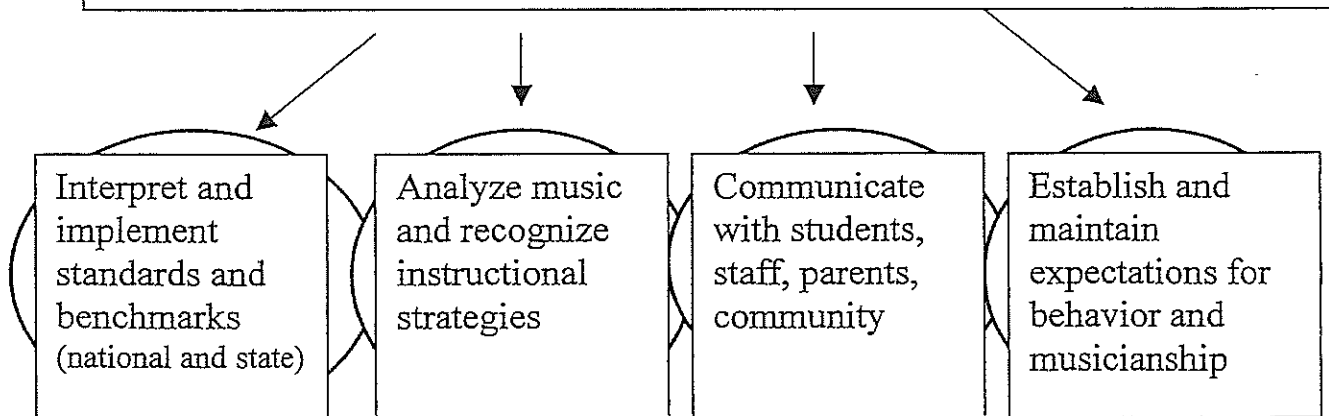 Interpret and
implement
standards and
benchmarks
(national and state)
Analyze music
and recognize
instructional
strategies
Communicate
with students,
staff, parents,
community
Establish and
maintain
expectations for
behavior and
musicianship